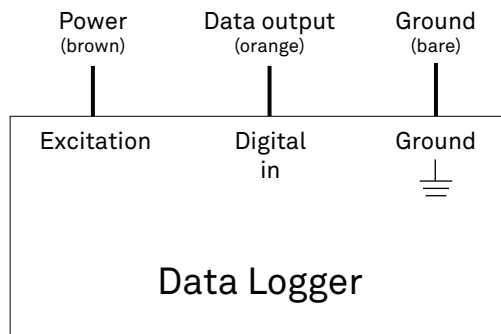 Power Data output Ground
(brown) (orange) (bare)
Excitation Digital in Ground
Data Logger